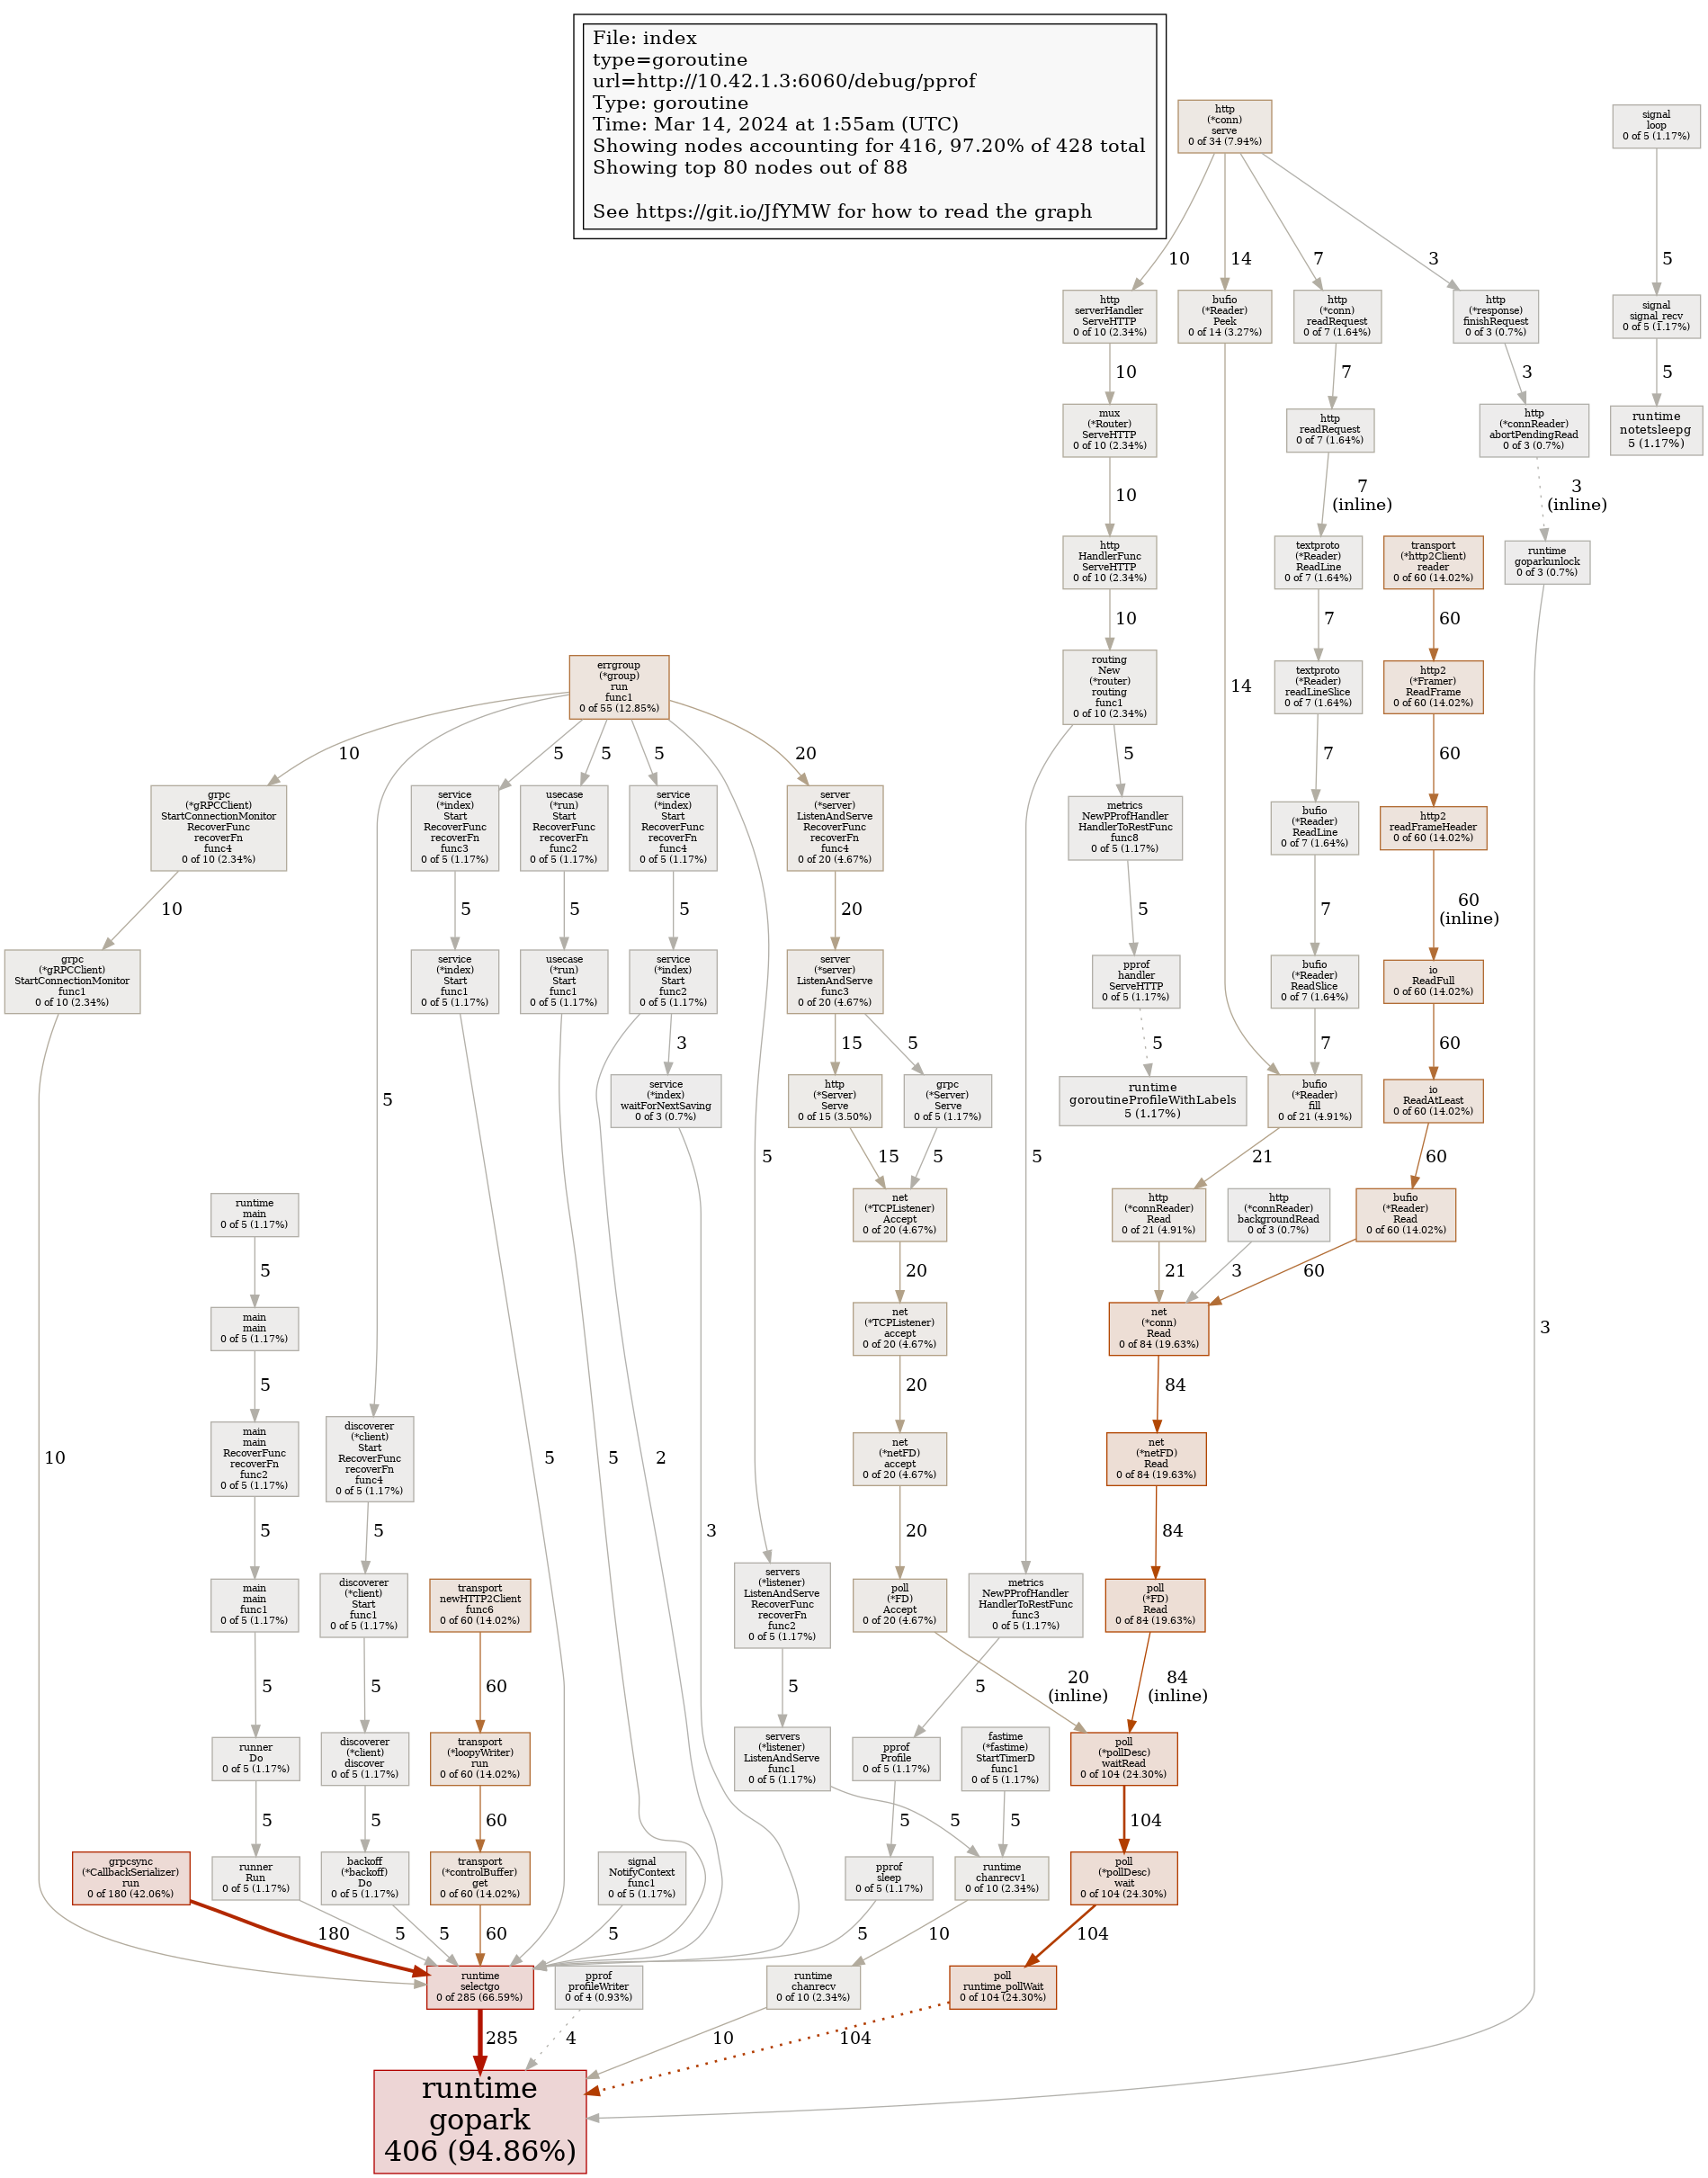 File: index
type=goroutine
url=http://10.42.1.3:6060/debug/pprof
Type: goroutine
Time: Mar 14, 2024 at 1:55am (UTC)
Showing nodes accounting for 416, 97.20% of 428 total
Showing top 80 nodes out of 88
See https://git.io/JfYMW for how to read the graph
http
(*conn)
serve
0 of 34 (7.94%)
signal
loop
0 of 5 (1.17%)
10
14
7
3
5
http
serverHandler
ServeHTTP
0 of 10 (2.34%)
bufio
(*Reader)
Peek
0 of 14 (3.27%)
http
(*conn)
readRequest
0 of 7 (1.64%)
http
(*response)
finishRequest
0 of 3 (0.7%)
signal
signal_recv
0 of 5 (1.17%)
10
7
3
5
mux
(*Router)
ServeHTTP
0 of 10 (2.34%)
http
readRequest
0 of 7 (1.64%)
http
(*connReader)
abortPendingRead
0 of 3 (0.7%)
runtime
notetsleepg
5 (1.17%)
10
7
(inline)
3
(inline)
http
HandlerFunc
ServeHTTP
0 of 10 (2.34%)
textproto
(*Reader)
ReadLine
0 of 7 (1.64%)
transport
(*http2Client)
reader
0 of 60 (14.02%)
runtime
goparkunlock
0 of 3 (0.7%)
10
7
60
errgroup
(*group)
run
func1
0 of 55 (12.85%)
routing
New
(*router)
routing
func1
0 of 10 (2.34%)
14
textproto
(*Reader)
readLineSlice
0 of 7 (1.64%)
http2
(*Framer)
ReadFrame
0 of 60 (14.02%)
10
5
5
5
20
5
7
60
grpc
(*gRPCClient)
StartConnectionMonitor
RecoverFunc
recoverFn
func4
0 of 10 (2.34%)
service
(*index)
Start
RecoverFunc
recoverFn
func3
0 of 5 (1.17%)
usecase
(*run)
Start
RecoverFunc
recoverFn
func2
0 of 5 (1.17%)
service
(*index)
Start
RecoverFunc
recoverFn
func4
0 of 5 (1.17%)
server
(*server)
ListenAndServe
RecoverFunc
recoverFn
func4
0 of 20 (4.67%)
metrics
NewPProfHandler
HandlerToRestFunc
func8
0 of 5 (1.17%)
bufio
(*Reader)
ReadLine
0 of 7 (1.64%)
http2
readFrameHeader
0 of 60 (14.02%)
10
5
5
5
20
5
7
60
(inline)
grpc
(*gRPCClient)
StartConnectionMonitor
func1
0 of 10 (2.34%)
service
(*index)
Start
func1
0 of 5 (1.17%)
usecase
(*run)
Start
func1
0 of 5 (1.17%)
service
(*index)
Start
func2
0 of 5 (1.17%)
server
(*server)
ListenAndServe
func3
0 of 20 (4.67%)
pprof
handler
ServeHTTP
0 of 5 (1.17%)
bufio
(*Reader)
ReadSlice
0 of 7 (1.64%)
io
ReadFull
0 of 60 (14.02%)
3
15
5
5
7
60
5
service
(*index)
waitForNextSaving
0 of 3 (0.7%)
http
(*Server)
Serve
0 of 15 (3.50%)
grpc
(*Server)
Serve
0 of 5 (1.17%)
runtime
goroutineProfileWithLabels
5 (1.17%)
bufio
(*Reader)
fill
0 of 21 (4.91%)
io
ReadAtLeast
0 of 60 (14.02%)
5
15
5
5
21
60
runtime
main
0 of 5 (1.17%)
net
(*TCPListener)
Accept
0 of 20 (4.67%)
http
(*connReader)
Read
0 of 21 (4.91%)
http
(*connReader)
backgroundRead
0 of 3 (0.7%)
bufio
(*Reader)
Read
0 of 60 (14.02%)
5
20
21
3
60
main
main
0 of 5 (1.17%)
net
(*TCPListener)
accept
0 of 20 (4.67%)
net
(*conn)
Read
0 of 84 (19.63%)
3
5
20
84
main
main
RecoverFunc
recoverFn
func2
0 of 5 (1.17%)
discoverer
(*client)
Start
RecoverFunc
recoverFn
func4
0 of 5 (1.17%)
net
(*netFD)
accept
0 of 20 (4.67%)
net
(*netFD)
Read
0 of 84 (19.63%)
10
5
5
2
5
5
3
20
84
main
main
func1
0 of 5 (1.17%)
discoverer
(*client)
Start
func1
0 of 5 (1.17%)
transport
newHTTP2Client
func6
0 of 60 (14.02%)
servers
(*listener)
ListenAndServe
RecoverFunc
recoverFn
func2
0 of 5 (1.17%)
poll
(*FD)
Accept
0 of 20 (4.67%)
metrics
NewPProfHandler
HandlerToRestFunc
func3
0 of 5 (1.17%)
poll
(*FD)
Read
0 of 84 (19.63%)
5
5
60
5
5
20
(inline)
84
(inline)
runner
Do
0 of 5 (1.17%)
discoverer
(*client)
discover
0 of 5 (1.17%)
transport
(*loopyWriter)
run
0 of 60 (14.02%)
servers
(*listener)
ListenAndServe
func1
0 of 5 (1.17%)
pprof
Profile
0 of 5 (1.17%)
fastime
(*fastime)
StartTimerD
func1
0 of 5 (1.17%)
poll
(*pollDesc)
waitRead
0 of 104 (24.30%)
5
5
60
5
5
5
104
grpcsync
(*CallbackSerializer)
run
0 of 180 (42.06%)
runner
Run
0 of 5 (1.17%)
backoff
(*backoff)
Do
0 of 5 (1.17%)
transport
(*controlBuffer)
get
0 of 60 (14.02%)
signal
NotifyContext
func1
0 of 5 (1.17%)
pprof
sleep
0 of 5 (1.17%)
runtime
chanrecv1
0 of 10 (2.34%)
poll
(*pollDesc)
wait
0 of 104 (24.30%)
180
5
5
60
5
5
10
104
runtime
selectgo
0 of 285 (66.59%)
pprof
profileWriter
0 of 4 (0.93%)
runtime
chanrecv
0 of 10 (2.34%)
poll
runtime_pollWait
0 of 104 (24.30%)
285
4
10
104
runtime
gopark
406 (94.86%)